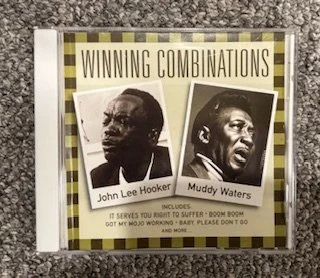 WINNING COMBINATIONS
John Lee Hooker
Muddy Waters
INCLUDES:
IT SERVES YOU RIGHT TO SUFFER • BOOM BOOM
GOT MY MOJO WORKING • BABY, PLEASE DON'T GO
AND MORE...